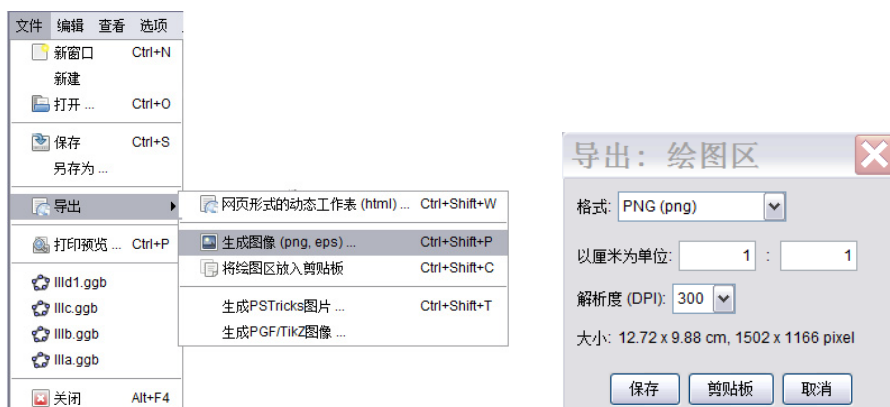 文件 编辑 查看 选项
新窗口 Ctrl+N
新建
打开 ... Ctrl+O
保存 Ctrl+S
另存为 ...
导出
打印预览 ... Ctrl+P
IIId1.ggb
IIIc.ggb
IIIb.ggb
IIIa.ggb
关闭 Alt+F4
网页形式的动态工作表 (html) ... Ctrl+Shift+W
生成图像 (png, eps) ... Ctrl+Shift+P
将绘图区放入剪贴板 Ctrl+Shift+C
生成PSTricks图片 ... Ctrl+Shift+T
生成PGF/TikZ图像 ...
导出: 绘图区
格式: PNG (png)
以厘米为单位: 1 : 1
解析度 (DPI): 300
大小: 12.72 x 9.88 cm, 1502 x 1166 pixel
保存 剪贴板 取消